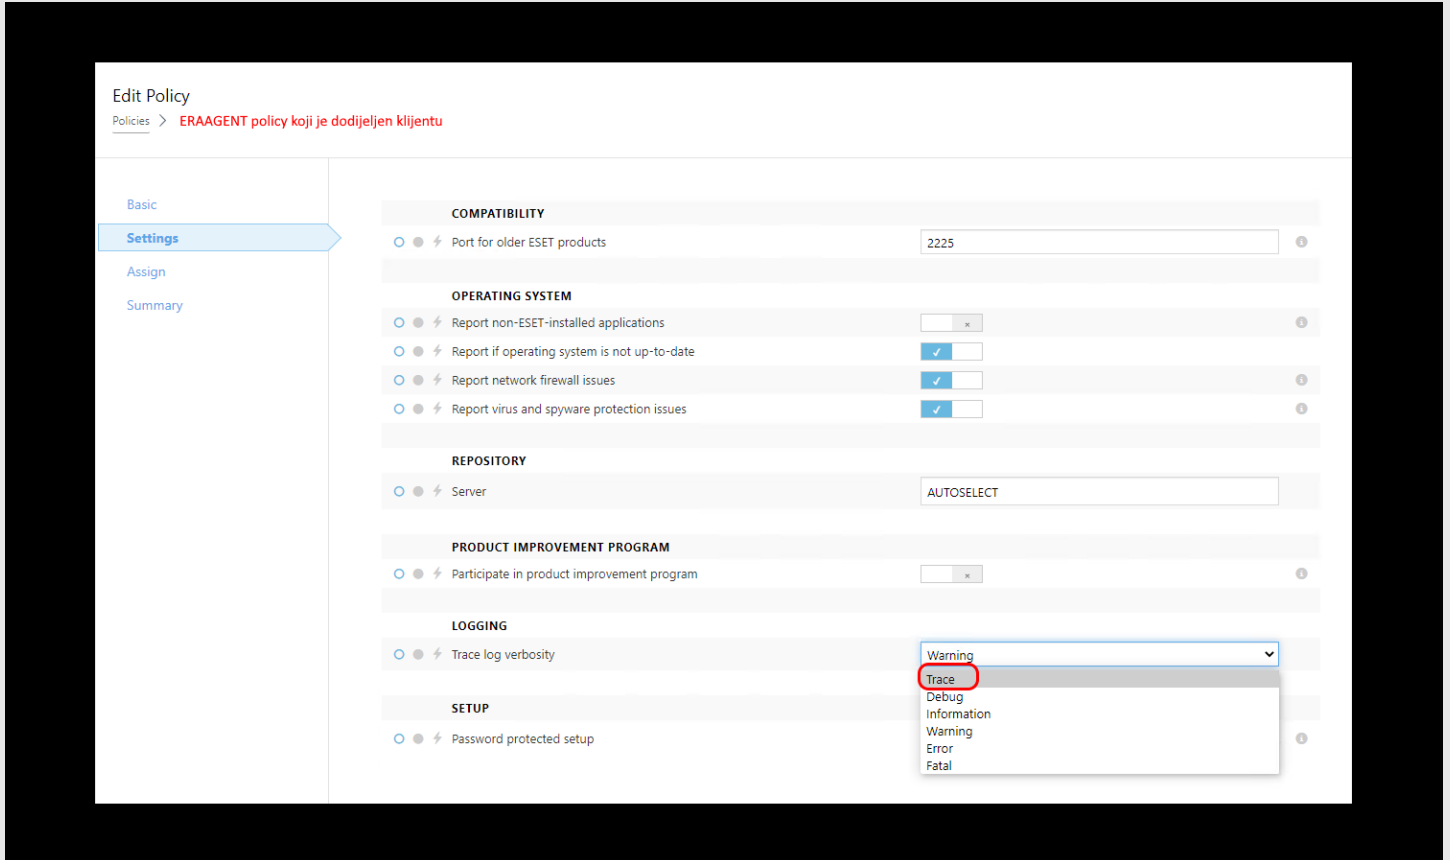 Edit Policy
Policies > ERAAGENT policy koji je dodijeljen klijentu
Basic
Settings
Assign
Summary
COMPATIBILITY
Port for older ESET products 2225
OPERATING SYSTEM
Report non-ESET-installed applications
Report if operating system is not up-to-date
Report network firewall issues
Report virus and spyware protection issues
REPOSITORY
Server AUTOSELECT
PRODUCT IMPROVEMENT PROGRAM
Participate in product improvement program
LOGGING
Trace log verbosity Warning
Trace
Debug
Information
Warning
Error
Fatal
SETUP
Password protected setup